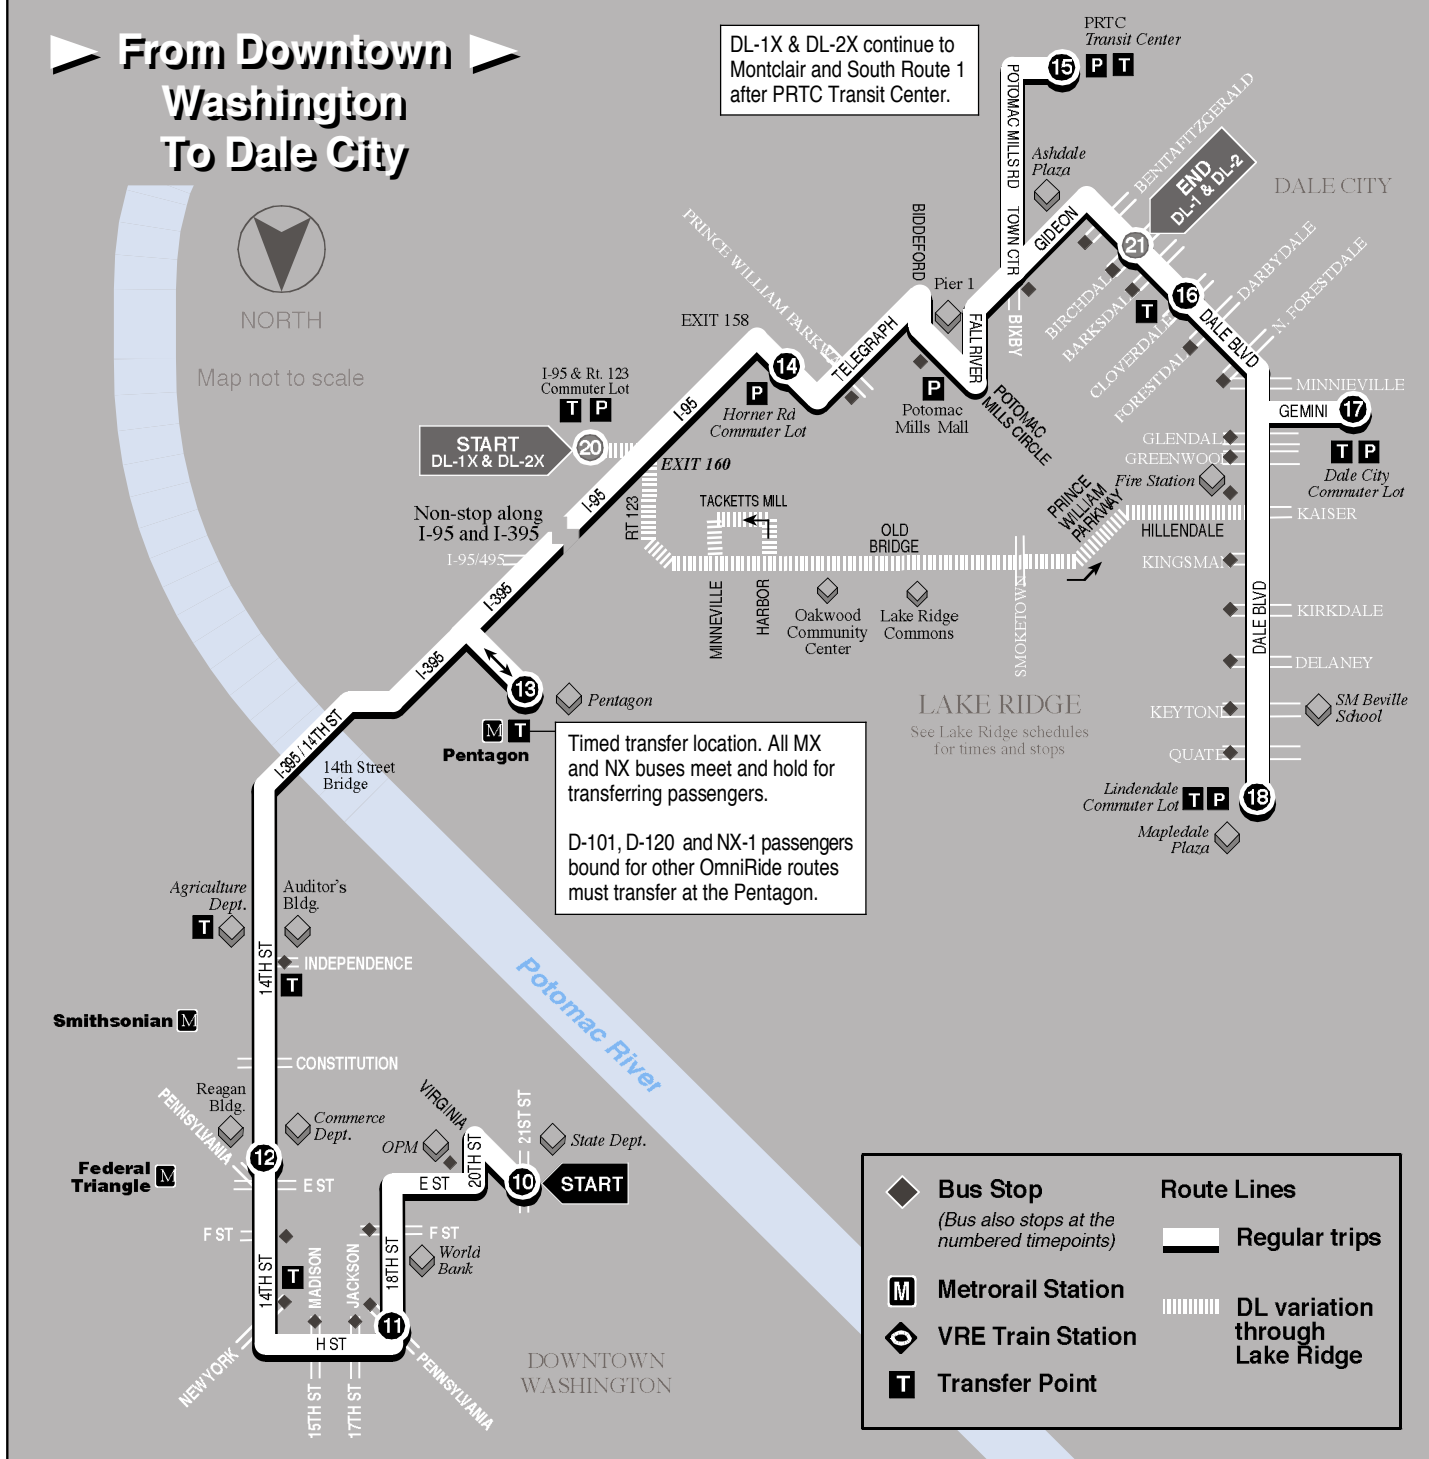 From Downtown
Washington
To Dale City
NORTH
Map not to scale
DL-1X & DL-2X continue to
Montclair and South Route 1
after PRTC Transit Center.
PRTC
Transit Center
15
P T
POTOMAC MILLS RD
TOWN CTR
Ashdale
Plaza
GIDEON
BENITAFITZGERALD
END
DL-1 & DL-2
DALE CITY
21
16
BIRCHDAL
BARKSDAL
T
CLOVERDALE
FORESTDAL
DARBYDALE
N. FORESTDALE
DALE BLVD
MINNIEVILLE
GEMINI
17
T P
Dale City
Commuter Lot
GLENDAL
GREENWOO
Fire Station
KAISER
HILLENDALE
KINGSMA
KIRKDALE
DALE BLVD
DELANEY
KEYTONE
SM Beville
School
QUATE
Lindendale
Commuter Lot
T P
18
Mapledale
Plaza
BIDDEFORD
Pier 1
FALL RIVER
BIXBY
PRINCE WILLIAM PARKW
TELEGRAPH
P
Potomac
Mills Mall
POTOMAC
MILLS CIRCLE
EXIT 158
14
P
Horner Rd
Commuter Lot
I-95
I-95 & Rt. 123
Commuter Lot
T P
START
DL-1X & DL-2X
20
EXIT 160
I-95
RT 123
TACKETTS MILL
MINNEVILLE
HARBOR
OLD
BRIDGE
Oakwood
Community
Center
Lake Ridge
Commons
SMOKETOWN
PRINCE
WILLIAM
PARKWAY
LAKE RIDGE
See Lake Ridge schedules
for times and stops
Non-stop along
I-95 and I-395
I-95/495
I-395
I-395
13
Pentagon
M T
Pentagon
Timed transfer location. All MX
and NX buses meet and hold for
transferring passengers.
D-101, D-120 and NX-1 passengers
bound for other OmniRide routes
must transfer at the Pentagon.
I-395 / 14TH ST
14th Street
Bridge
Potomac River
Agriculture
Dept.
T
Auditor's
Bldg.
14TH ST
INDEPENDENCE
T
Smithsonian M
CONSTITUTION
Reagan
Bldg.
PENNSYLVANIA
Commerce
Dept.
12
Federal
Triangle M
E ST
F ST
14TH ST
T
MADISON
JACKSON
NEW YORK
H ST
15TH ST
17TH ST
11
PENNSYLVANIA
18TH ST
F ST
World
Bank
E ST
OPM
VIRGINIA
20TH ST
21ST ST
State Dept.
10
START
DOWNTOWN
WASHINGTON
Bus Stop
(Bus also stops at the
numbered timepoints)
M Metrorail Station
VRE Train Station
T Transfer Point
Route Lines
Regular trips
DL variation
through
Lake Ridge